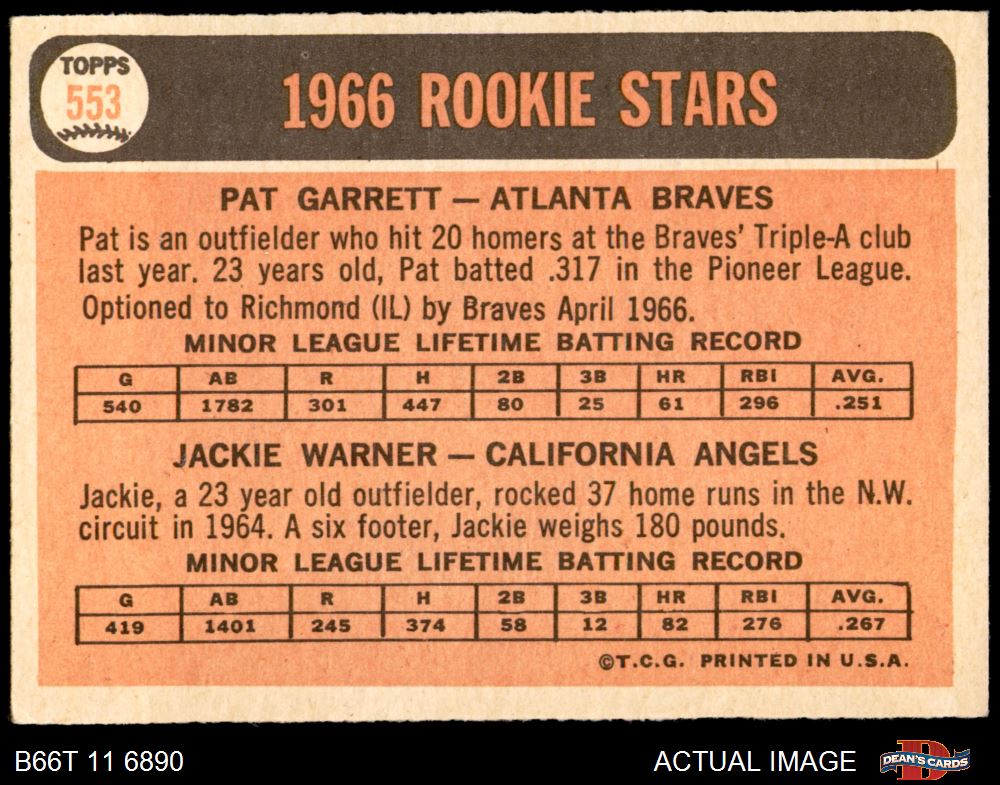 TOPPS
553
1966 ROOKIE STARS
PAT GARRETT — ATLANTA BRAVES
Pat is an outfielder who hit 20 homers at the Braves' Triple-A club
last year. 23 years old, Pat batted .317 in the Pioneer League.
Optioned to Richmond (IL) by Braves April 1966.
MINOR LEAGUE LIFETIME BATTING RECORD
G AB R H 2B 3B HR RBI AVG.
540 1782 301 447 80 25 61 296 .251
JACKIE WARNER — CALIFORNIA ANGELS
Jackie, a 23 year old outfielder, rocked 37 home runs in the N.W.
circuit in 1964. A six footer, Jackie weighs 180 pounds.
MINOR LEAGUE LIFETIME BATTING RECORD
G AB R H 2B 3B HR RBI AVG.
419 1401 245 374 58 12 82 276 .267
©T.C.G. PRINTED IN U.S.A.
B66T 11 6890 ACTUAL IMAGE DEAN'S CARDS